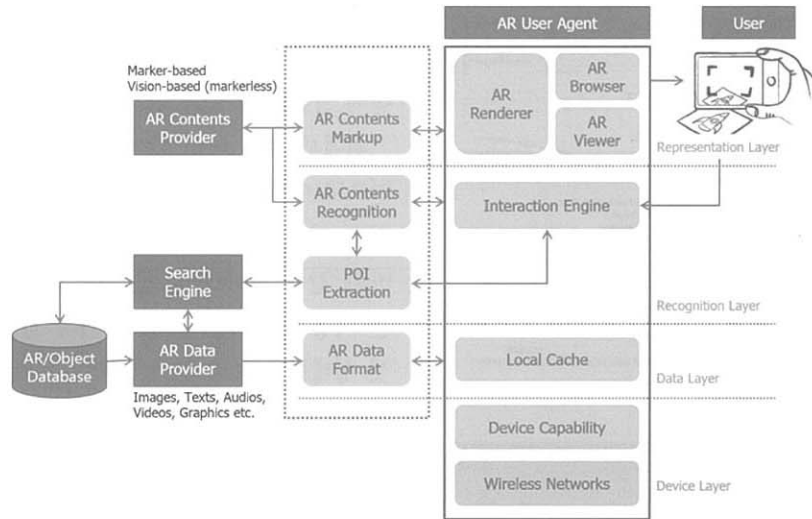 AR User Agent
User
Marker-based
Vision-based (markerless)
AR Contents
Provider
AR Contents
Markup
AR
Renderer
AR
Browser
AR
Viewer
Representation Layer
AR Contents
Recognition
Interaction Engine
Search
Engine
POI
Extraction
Recognition Layer
AR/Object
Database
AR Data
Provider
AR Data
Format
Local Cache
Data Layer
Images, Texts, Audios,
Videos, Graphics etc.
Device Capability
Wireless Networks
Device Layer